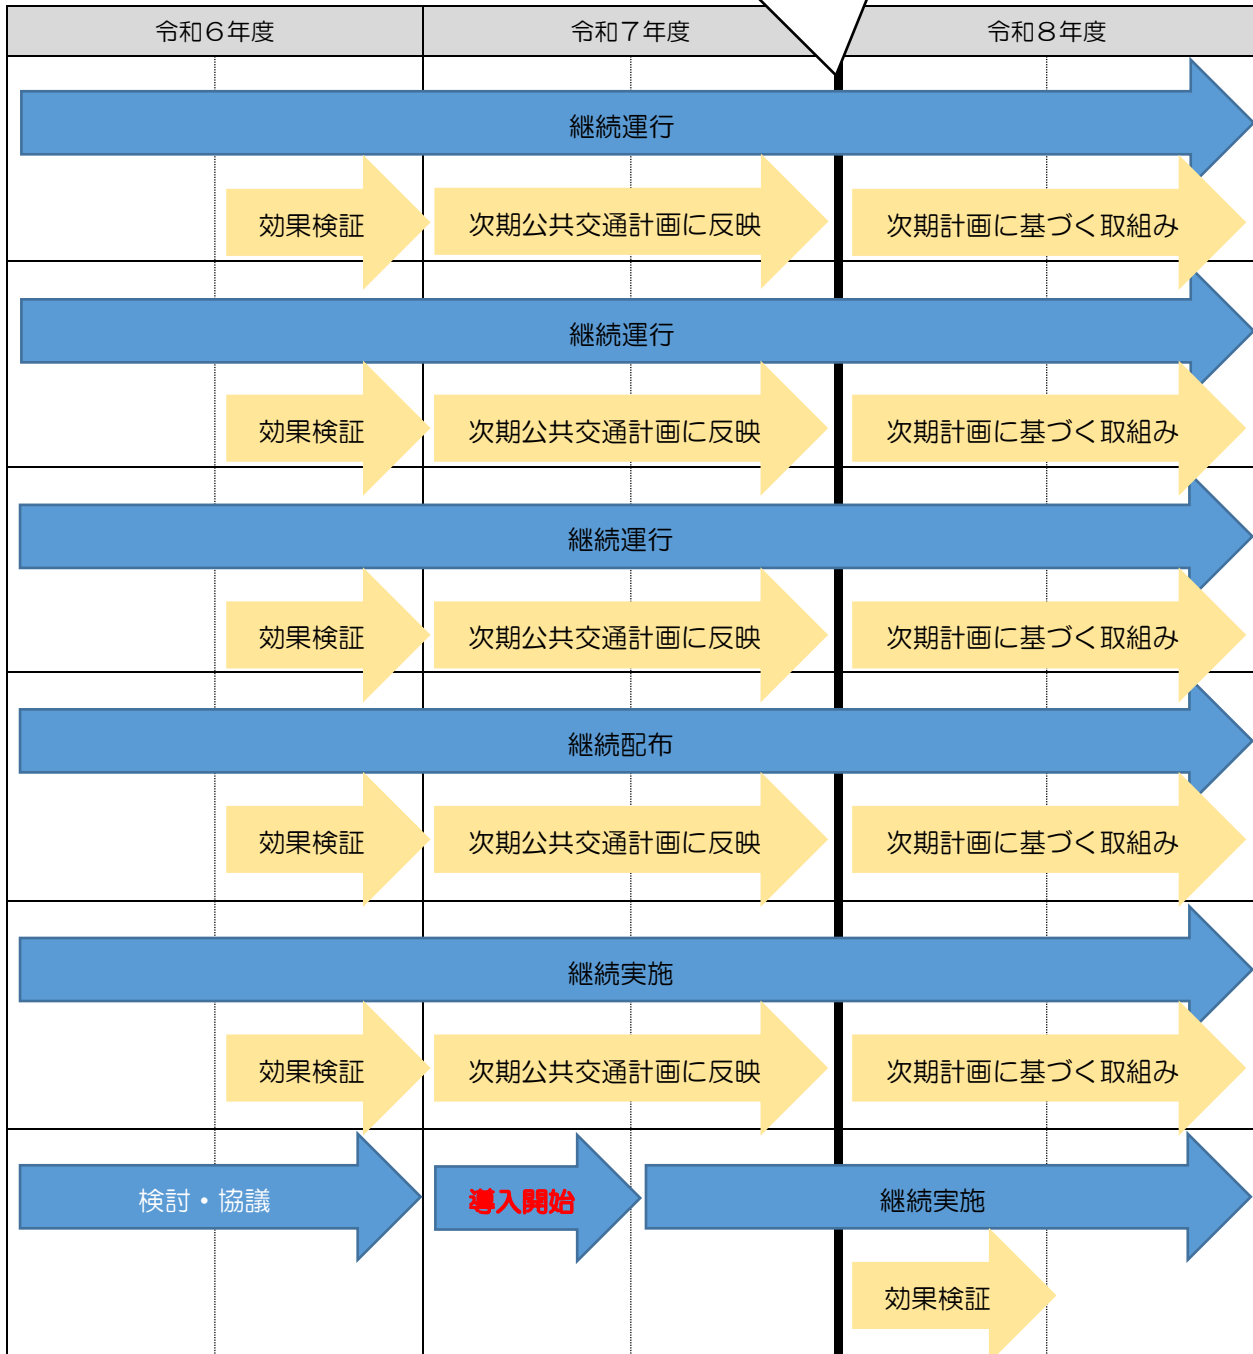 令和６年度
令和７年度
令和８年度
継続運行
効果検証
次期公共交通計画に反映
次期計画に基づく取組み
継続運行
効果検証
次期公共交通計画に反映
次期計画に基づく取組み
継続運行
効果検証
次期公共交通計画に反映
次期計画に基づく取組み
継続配布
効果検証
次期公共交通計画に反映
次期計画に基づく取組み
継続実施
効果検証
次期公共交通計画に反映
次期計画に基づく取組み
検討・協議
導入開始
継続実施
効果検証